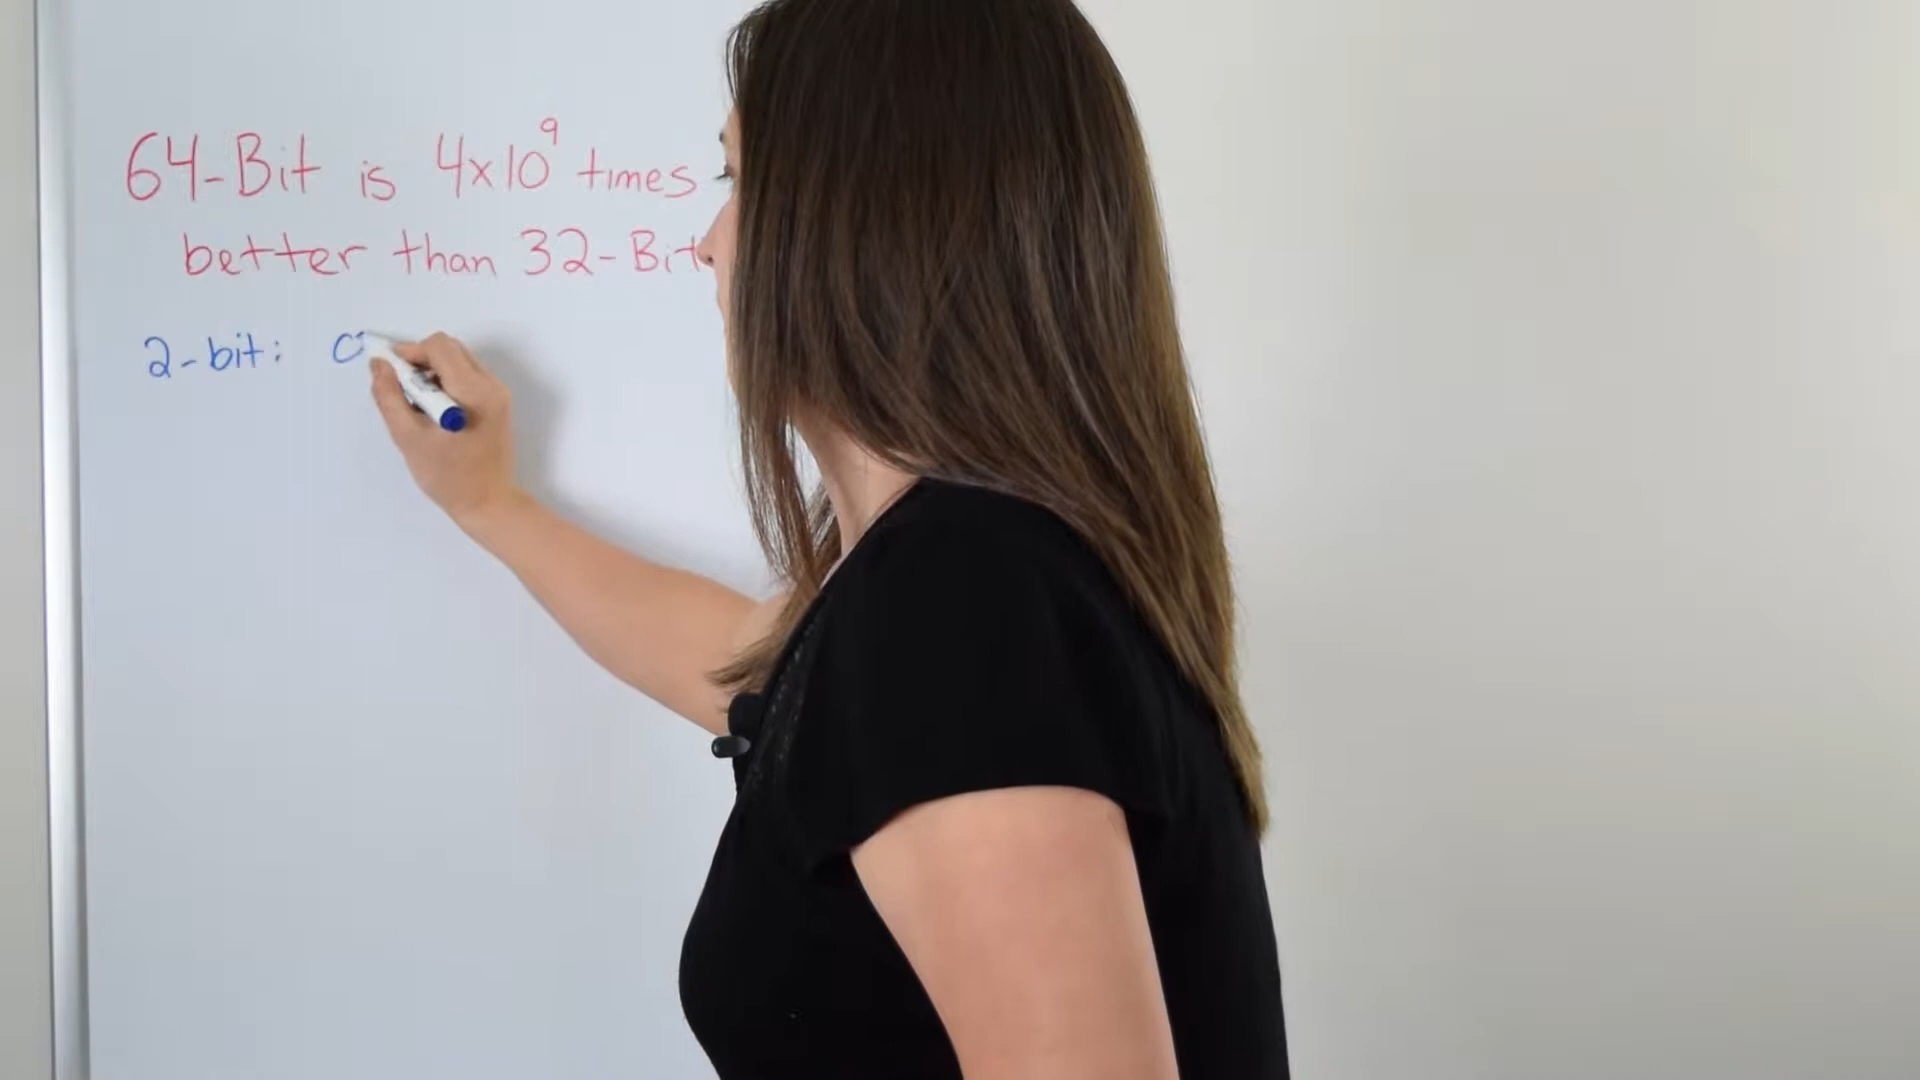 64-Bit is 4x10⁹ times
better than 32-Bit
2-bit: